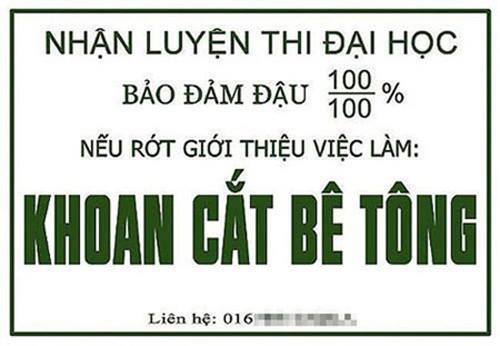 NHẬN LUYỆN THI ĐẠI HỌC
BẢO ĐẢM ĐẬU 100/100 %
NẾU RỚT GIỚI THIỆU VIỆC LÀM:
KHOAN CẮT BÊ TÔNG
Liên hệ: 016